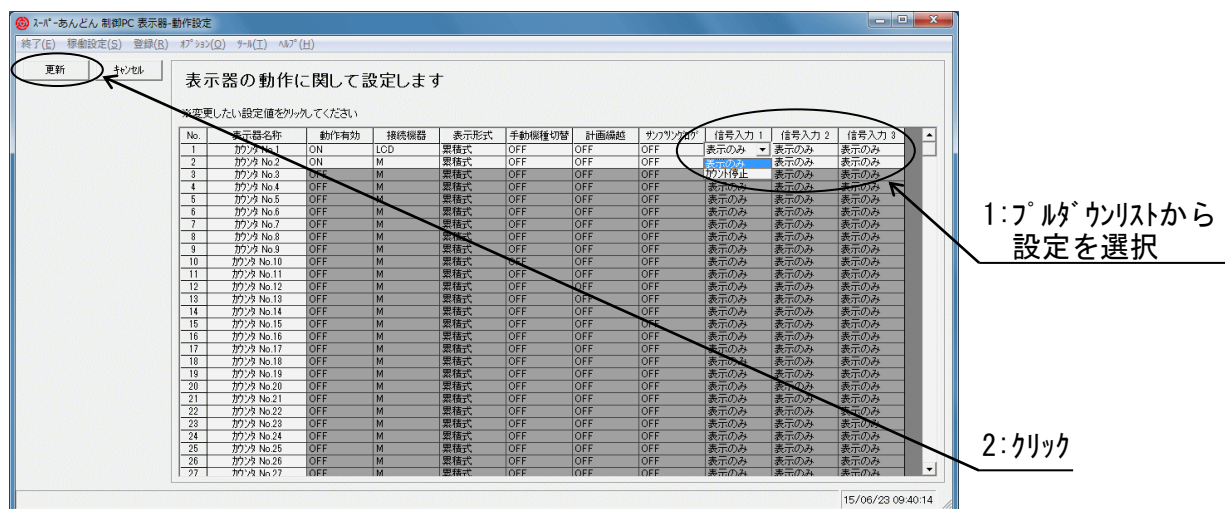 ｽｰﾊﾟｰあんどん 制御PC 表示器-動作設定
終了(E) 稼働設定(S) 登録(R) ｵﾌﾟｼｮﾝ(O) ﾂｰﾙ(T) ﾍﾙﾌﾟ(H)
更新 ｷｬﾝｾﾙ
表示器の動作に関して設定します
※変更したい設定値をｸﾘｯｸしてください
No. 表示器名称 動作有効 接続機器 表示形式 手動機種切替 計画繰越 ｻﾝﾌﾟﾘﾝｸﾞﾛｸﾞ 信号入力 1 信号入力 2 信号入力 3
1 ｶｳﾝﾀ No.1 ON LCD 累積式 OFF OFF OFF 表示のみ 表示のみ 表示のみ
2 ｶｳﾝﾀ No.2 ON M 累積式 OFF OFF OFF 表示のみ 表示のみ 表示のみ
3 ｶｳﾝﾀ No.3 OFF M 累積式 OFF OFF OFF ｶｳﾝﾄ停止 表示のみ 表示のみ
4 ｶｳﾝﾀ No.4 OFF M 累積式 OFF OFF OFF 表示のみ 表示のみ 表示のみ
5 ｶｳﾝﾀ No.5 OFF M 累積式 OFF OFF OFF 表示のみ 表示のみ 表示のみ
6 ｶｳﾝﾀ No.6 OFF M 累積式 OFF OFF OFF 表示のみ 表示のみ 表示のみ
7 ｶｳﾝﾀ No.7 OFF M 累積式 OFF OFF OFF 表示のみ 表示のみ 表示のみ
8 ｶｳﾝﾀ No.8 OFF M 累積式 OFF OFF OFF 表示のみ 表示のみ 表示のみ
9 ｶｳﾝﾀ No.9 OFF M 累積式 OFF OFF OFF 表示のみ 表示のみ 表示のみ
10 ｶｳﾝﾀ No.10 OFF M 累積式 OFF OFF OFF 表示のみ 表示のみ 表示のみ
11 ｶｳﾝﾀ No.11 OFF M 累積式 OFF OFF OFF 表示のみ 表示のみ 表示のみ
12 ｶｳﾝﾀ No.12 OFF M 累積式 OFF OFF OFF 表示のみ 表示のみ 表示のみ
13 ｶｳﾝﾀ No.13 OFF M 累積式 OFF OFF OFF 表示のみ 表示のみ 表示のみ
14 ｶｳﾝﾀ No.14 OFF M 累積式 OFF OFF OFF 表示のみ 表示のみ 表示のみ
15 ｶｳﾝﾀ No.15 OFF M 累積式 OFF OFF OFF 表示のみ 表示のみ 表示のみ
16 ｶｳﾝﾀ No.16 OFF M 累積式 OFF OFF OFF 表示のみ 表示のみ 表示のみ
17 ｶｳﾝﾀ No.17 OFF M 累積式 OFF OFF OFF 表示のみ 表示のみ 表示のみ
18 ｶｳﾝﾀ No.18 OFF M 累積式 OFF OFF OFF 表示のみ 表示のみ 表示のみ
19 ｶｳﾝﾀ No.19 OFF M 累積式 OFF OFF OFF 表示のみ 表示のみ 表示のみ
20 ｶｳﾝﾀ No.20 OFF M 累積式 OFF OFF OFF 表示のみ 表示のみ 表示のみ
21 ｶｳﾝﾀ No.21 OFF M 累積式 OFF OFF OFF 表示のみ 表示のみ 表示のみ
22 ｶｳﾝﾀ No.22 OFF M 累積式 OFF OFF OFF 表示のみ 表示のみ 表示のみ
23 ｶｳﾝﾀ No.23 OFF M 累積式 OFF OFF OFF 表示のみ 表示のみ 表示のみ
24 ｶｳﾝﾀ No.24 OFF M 累積式 OFF OFF OFF 表示のみ 表示のみ 表示のみ
25 ｶｳﾝﾀ No.25 OFF M 累積式 OFF OFF OFF 表示のみ 表示のみ 表示のみ
26 ｶｳﾝﾀ No.26 OFF M 累積式 OFF OFF OFF 表示のみ 表示のみ 表示のみ
27 ｶｳﾝﾀ No.27 OFF M 累積式 OFF OFF OFF 表示のみ 表示のみ 表示のみ
15/06/23 09:40:14
1:ﾌﾟﾙﾀﾞｳﾝﾘｽﾄから
設定を選択
2:ｸﾘｯｸ